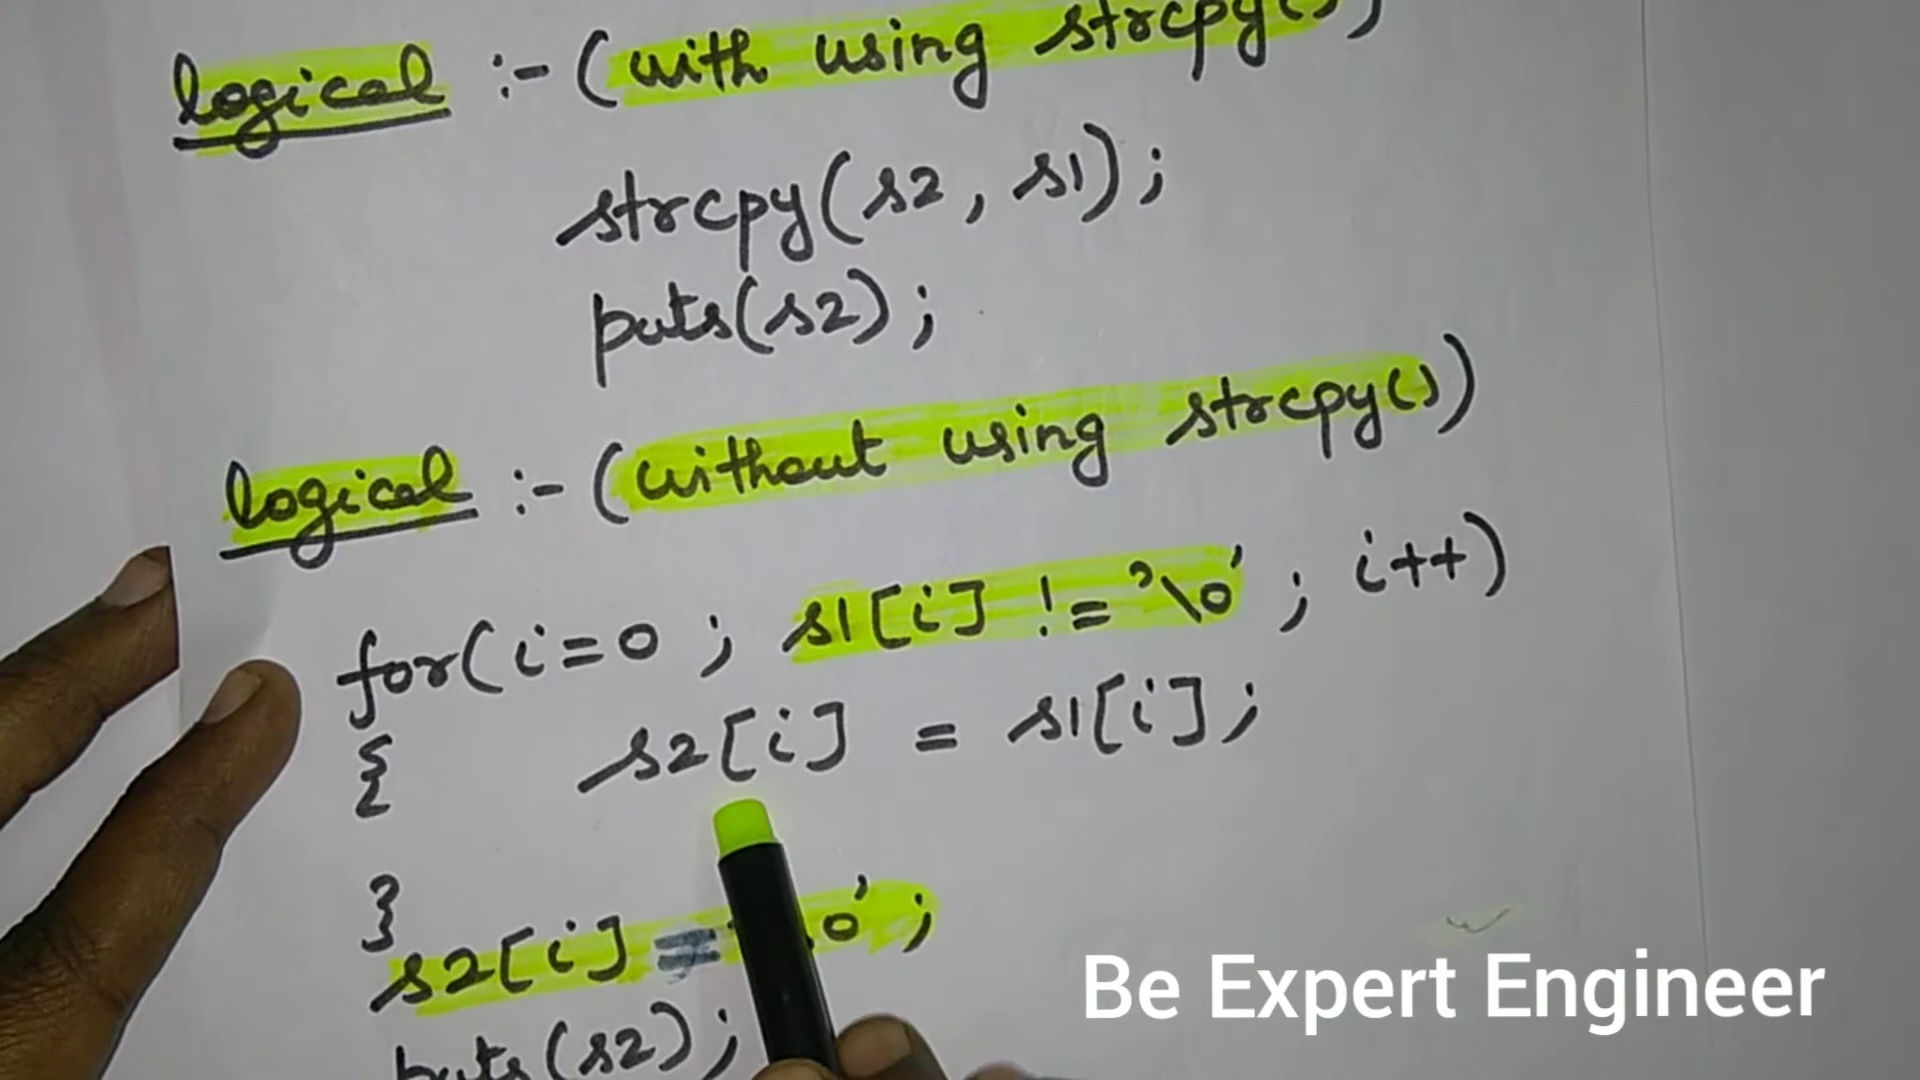 logical :- (with using strcpy())
strcpy(s2, s1);
puts(s2);
logical :- (without using strcpy())
for(i=0 ; s1[i] != '\0' ; i++)
{ s2[i] = s1[i];
}
s2[i] = '\0';
puts(s2);
Be Expert Engineer